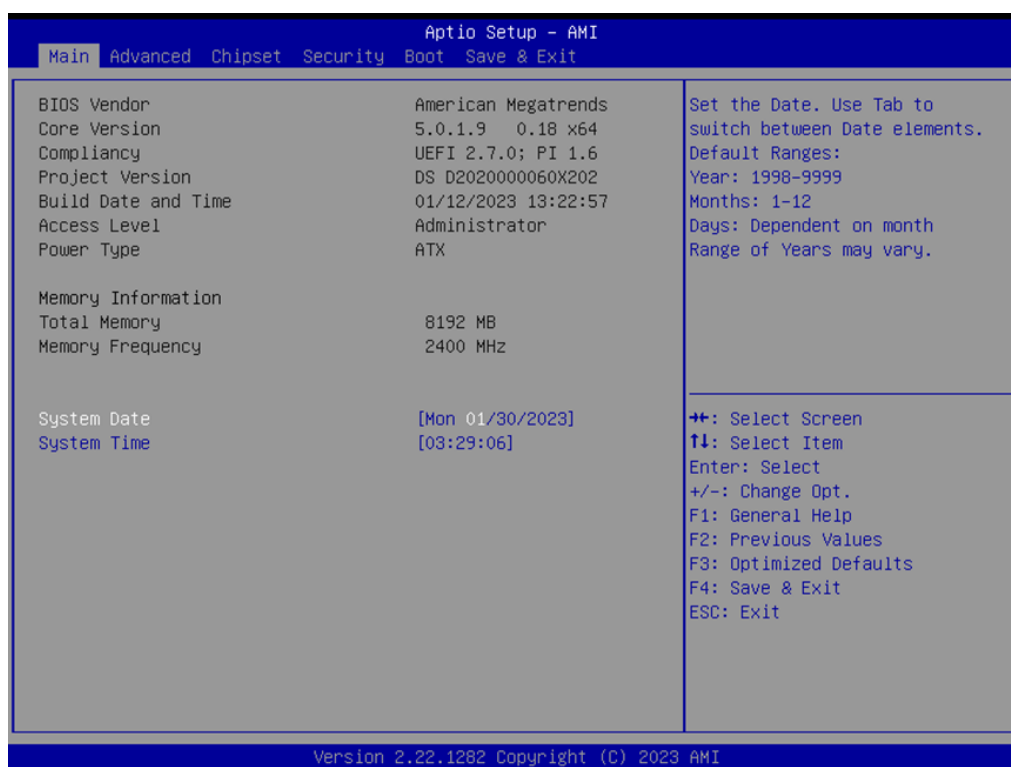 Aptio Setup – AMI
Main Advanced Chipset Security Boot Save & Exit
BIOS Vendor American Megatrends
Core Version 5.0.1.9 0.18 x64
Compliancy UEFI 2.7.0; PI 1.6
Project Version DS D2020000060X202
Build Date and Time 01/12/2023 13:22:57
Access Level Administrator
Power Type ATX
Memory Information
Total Memory 8192 MB
Memory Frequency 2400 MHz
System Date [Mon 01/30/2023]
System Time [03:29:06]
Set the Date. Use Tab to
switch between Date elements.
Default Ranges:
Year: 1998-9999
Months: 1-12
Days: Dependent on month
Range of Years may vary.
→←: Select Screen
↑↓: Select Item
Enter: Select
+/-: Change Opt.
F1: General Help
F2: Previous Values
F3: Optimized Defaults
F4: Save & Exit
ESC: Exit
Version 2.22.1282 Copyright (C) 2023 AMI